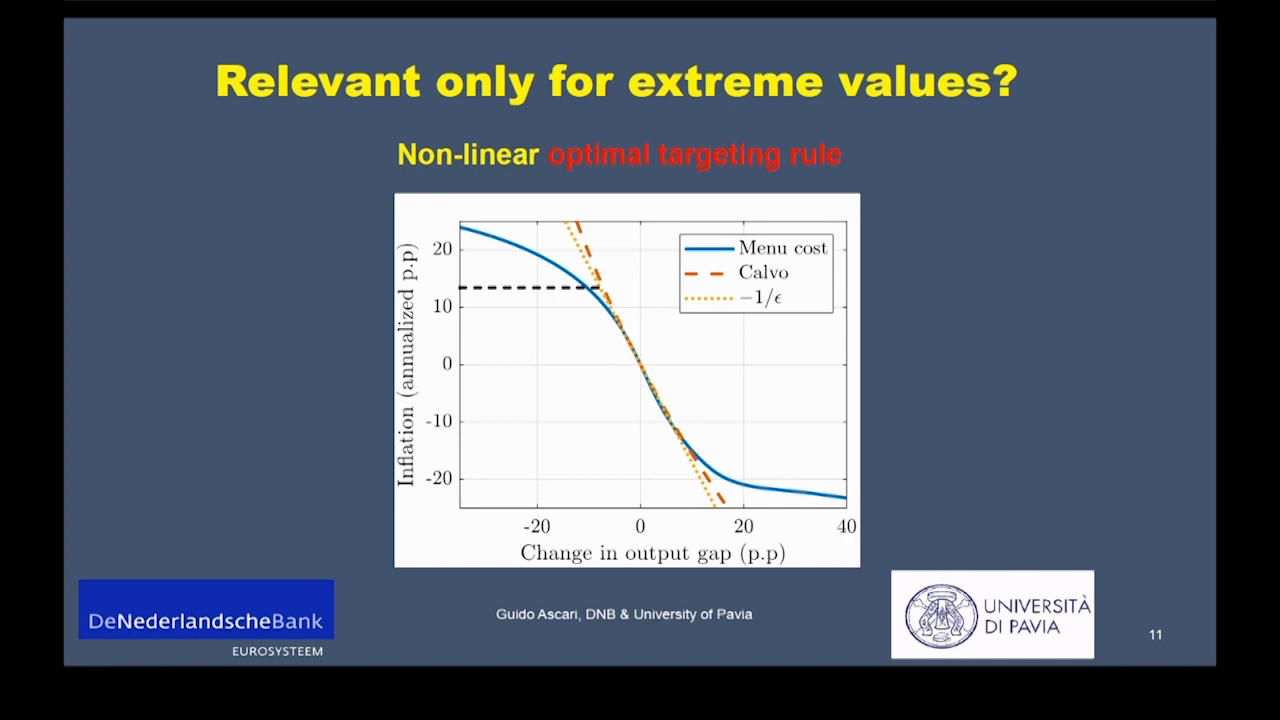 Relevant only for extreme values?
Non-linear optimal targeting rule
Inflation (annualized p.p)
20
10
0
-10
-20
Menu cost
Calvo
−1/ϵ
-20 0 20 40
Change in output gap (p.p)
DeNederlandscheBank
EUROSYSTEEM
Guido Ascari, DNB & University of Pavia
UNIVERSITÀ
DI PAVIA
11